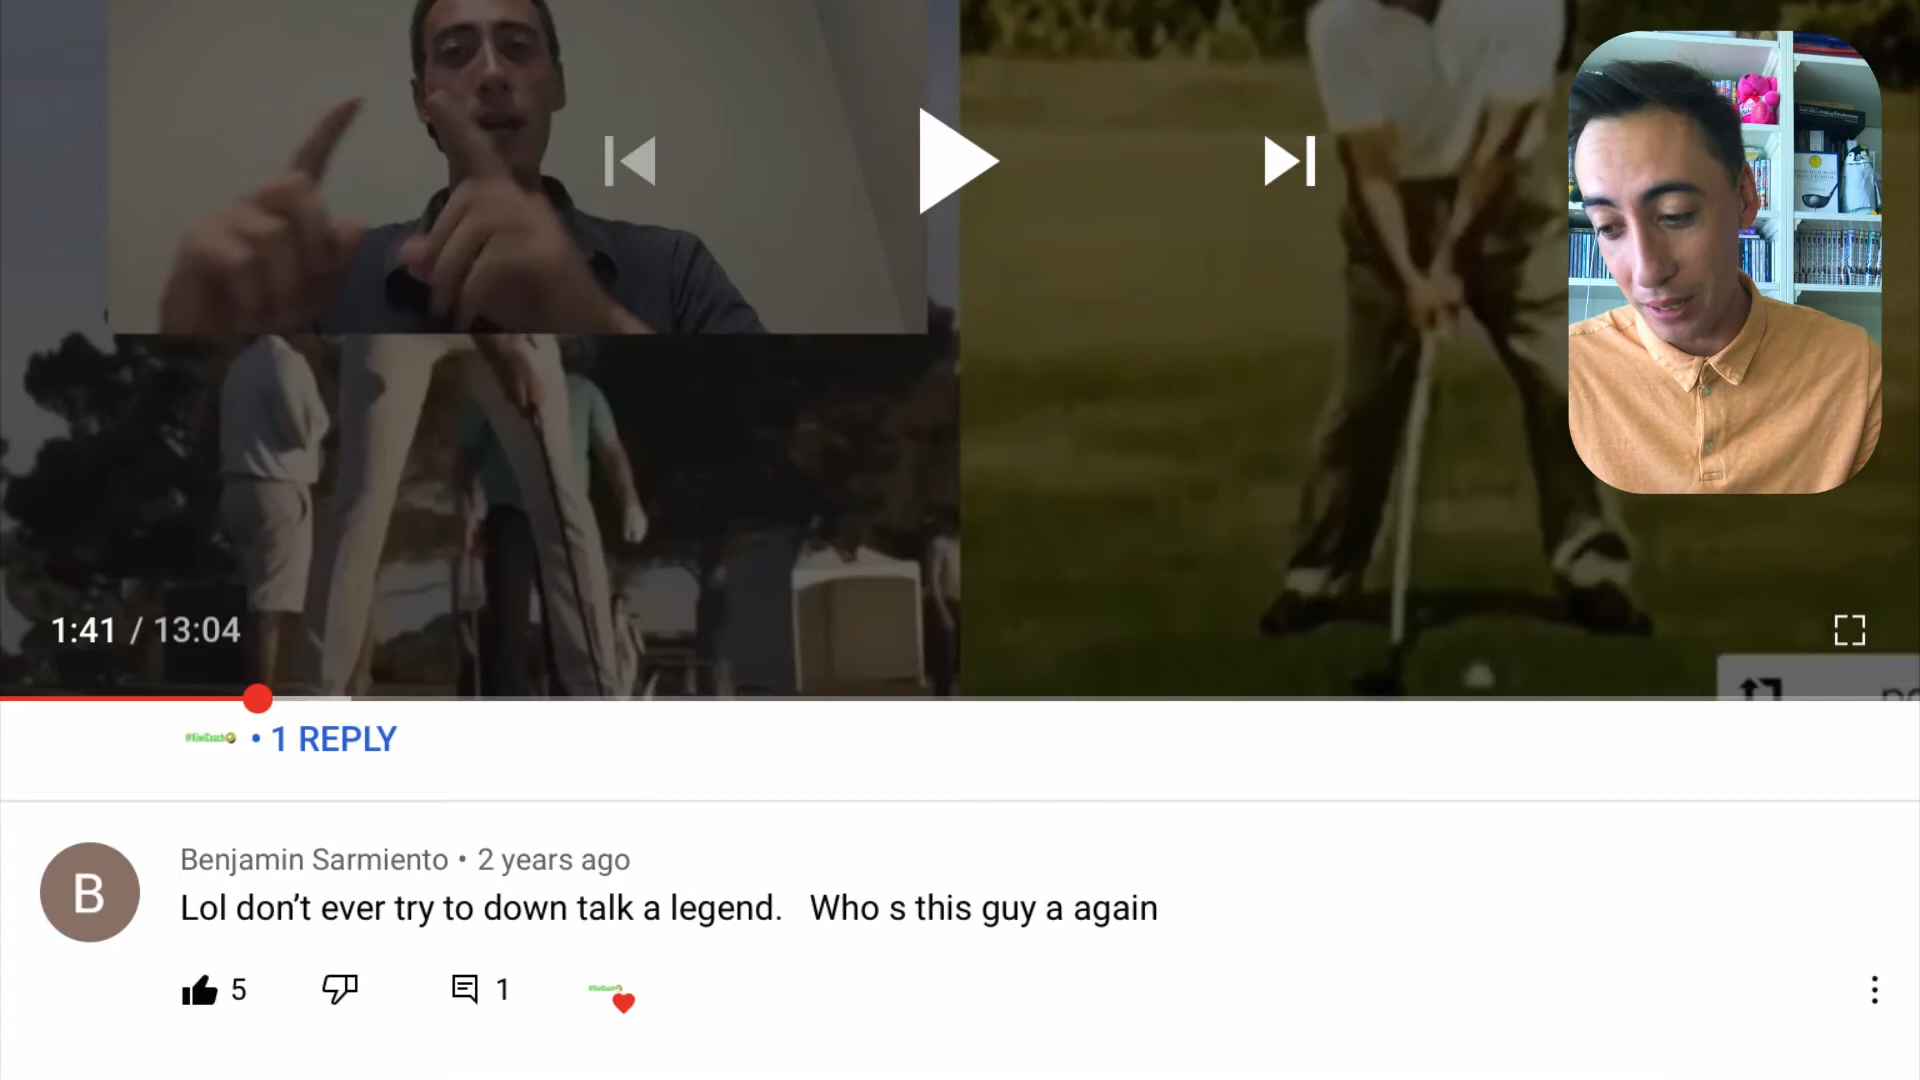 1:41 / 13:04
#KiwiCoach • 1 REPLY
Benjamin Sarmiento • 2 years ago
Lol don’t ever try to down talk a legend.   Who s this guy a again
5
1